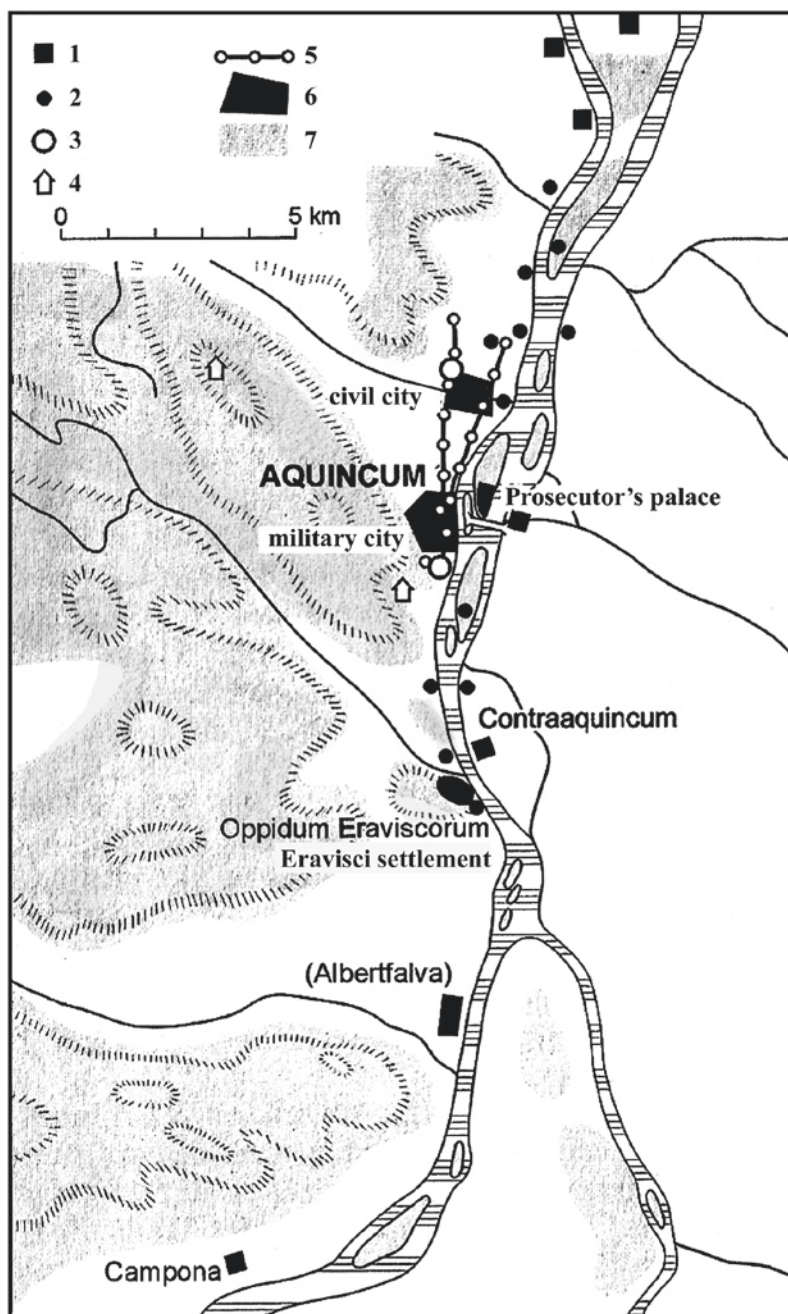 1
2
3
4
5
6
7
0 5 km
civil city
AQUINCUM
Prosecutor's palace
military city
Contraaquincum
Oppidum Eraviscorum
Eravisci settlement
(Albertfalva)
Campona